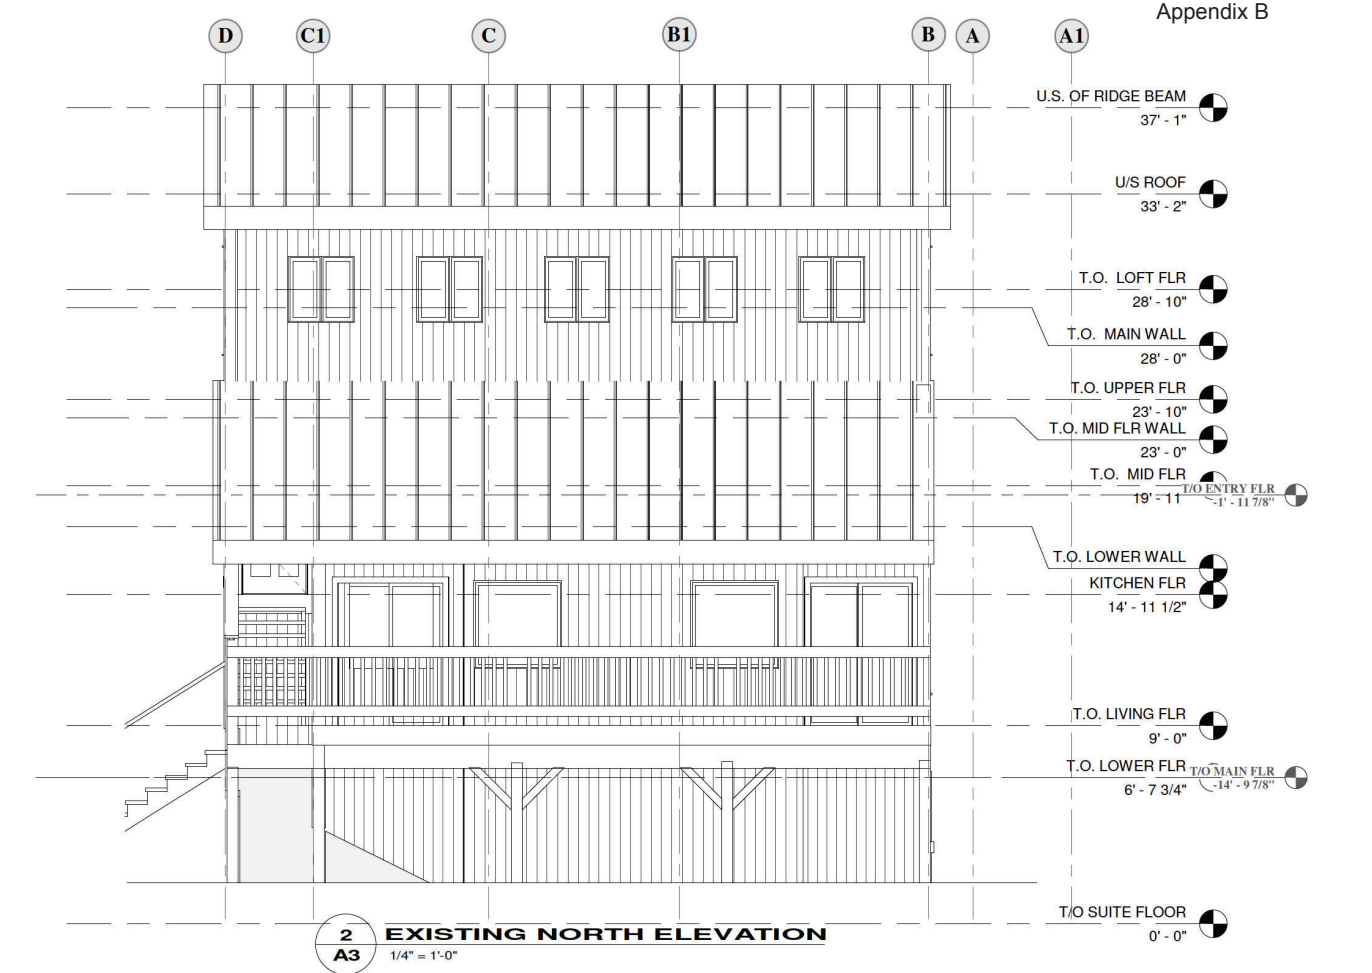 Appendix B
D C1 C B1 B A A1
U.S. OF RIDGE BEAM
37' - 1"
U/S ROOF
33' - 2"
T.O. LOFT FLR
28' - 10"
T.O. MAIN WALL
28' - 0"
T.O. UPPER FLR
23' - 10"
T.O. MID FLR WALL
23' - 0"
T.O. MID FLR
19' - 11
T/O ENTRY FLR
-1' - 11 7/8"
T.O. LOWER WALL
KITCHEN FLR
14' - 11 1/2"
T.O. LIVING FLR
9' - 0"
T.O. LOWER FLR
6' - 7 3/4"
T/O MAIN FLR
-14' - 9 7/8"
T/O SUITE FLOOR
0' - 0"
2 EXISTING NORTH ELEVATION
A3 1/4" = 1'-0"